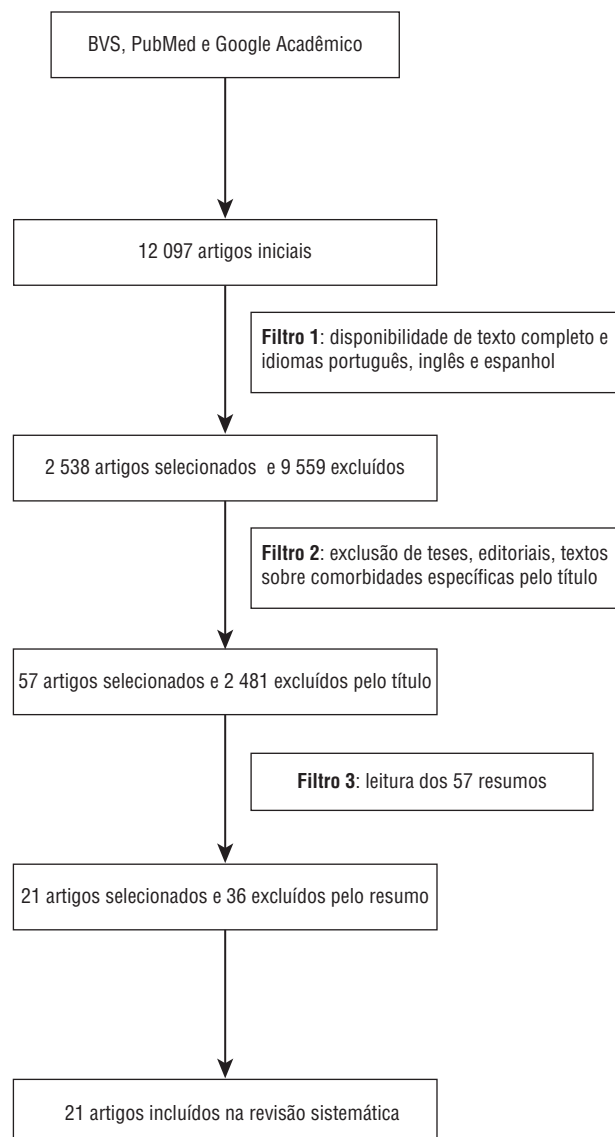 BVS, PubMed e Google Acadêmico
12 097 artigos iniciais
Filtro 1: disponibilidade de texto completo e
idiomas português, inglês e espanhol
2 538 artigos selecionados e 9 559 excluídos
Filtro 2: exclusão de teses, editoriais, textos
sobre comorbidades específicas pelo título
57 artigos selecionados e 2 481 excluídos pelo título
Filtro 3: leitura dos 57 resumos
21 artigos selecionados e 36 excluídos pelo resumo
21 artigos incluídos na revisão sistemática